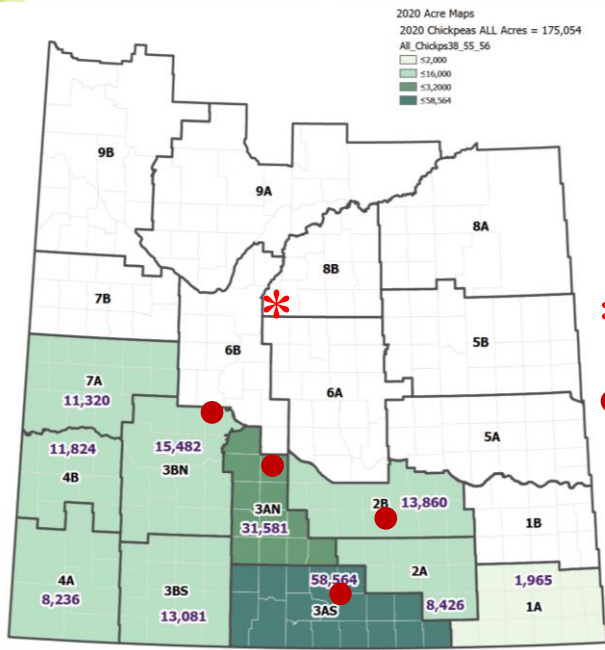 2020 Acre Maps
2020 Chickpeas ALL Acres = 175,054
All_Chickps38_55_56
≤2,000
≤16,000
≤3,2000
≤58,564
9B
9A
8A
8B
7B
6B
5B
6A
7A
11,320
5A
11,824
4B
15,482
3BN
3AN
31,581
2B
13,860
1B
4A
8,236
3BS
13,081
58,564
3AS
2A
8,426
1,965
1A